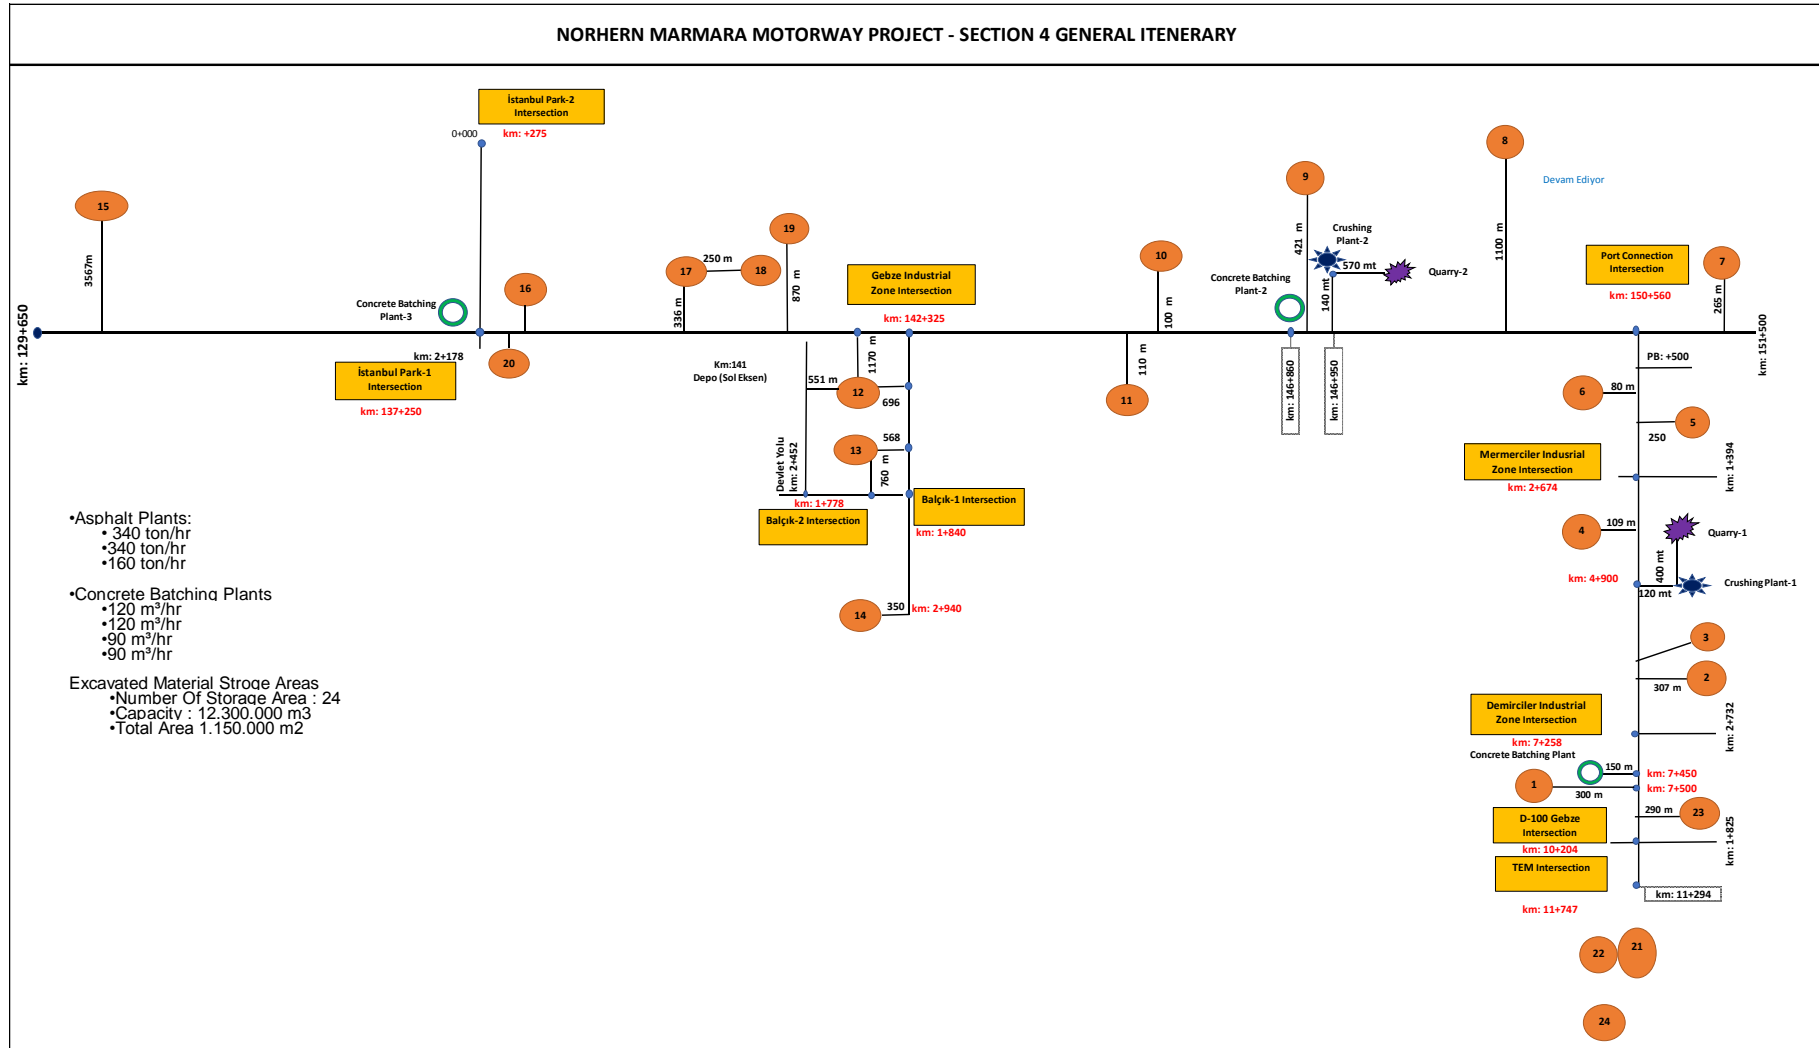 NORHERN MARMARA MOTORWAY PROJECT - SECTION 4 GENERAL ITENERARY
İstanbul Park-2
Intersection
0+000
km: +275
8
Devam Ediyor
9
15
19
Crushing
Plant-2
10
7
17
250 m
18
570 mt
Quarry-2
Port Connection
Intersection
Gebze Industrial
Zone Intersection
Concrete Batching
Plant-2
16
Concrete Batching
Plant-3
km: 150+560
3567m
336 m
870 m
km: 142+325
100 m
421 m
140 mt
1100 m
265 m
km: 129+650
km: 151+500
km: 2+178
20
İstanbul Park-1
Intersection
km: 137+250
Km:141
Depo (Sol Eksen)
1170 m
551 m
12
696
110 m
11
km: 146+860
km: 146+950
PB: +500
6
80 m
5
250
13
568
760 m
Devlet Yolu
km: 2+452
km: 1+778
Balçık-2 Intersection
Balçık-1 Intersection
km: 1+840
Mermerciler Indusrial
Zone Intersection
km: 2+674
km: 1+394
•Asphalt Plants:
• 340 ton/hr
•340 ton/hr
•160 ton/hr
•Concrete Batching Plants
•120 m³/hr
•120 m³/hr
•90 m³/hr
•90 m³/hr
Excavated Material Stroge Areas
•Number Of Storage Area : 24
•Capacity : 12.300.000 m3
•Total Area 1.150.000 m2
4
109 m
Quarry-1
400 mt
km: 4+900
120 mt
Crushing Plant-1
14
350
km: 2+940
3
2
307 m
Demirciler Industrial
Zone Intersection
km: 7+258
km: 2+732
Concrete Batching Plant
150 m
km: 7+450
1
300 m
km: 7+500
290 m
23
D-100 Gebze
Intersection
km: 10+204
km: 1+825
TEM Intersection
km: 11+294
km: 11+747
22
21
24